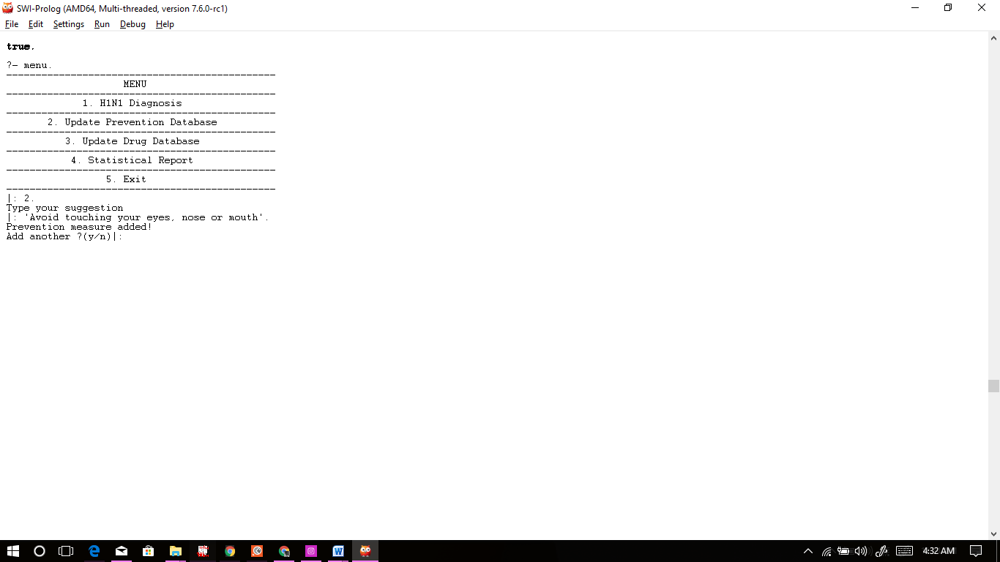 SWI-Prolog (AMD64, Multi-threaded, version 7.6.0-rc1)
File Edit Settings Run Debug Help
true.
?- menu.
----------------------------------------------
MENU
----------------------------------------------
1. H1N1 Diagnosis
----------------------------------------------
2. Update Prevention Database
----------------------------------------------
3. Update Drug Database
----------------------------------------------
4. Statistical Report
----------------------------------------------
5. Exit
----------------------------------------------
|: 2.
Type your suggestion
|: 'Avoid touching your eyes, nose or mouth'.
Prevention measure added!
Add another ?(y/n)|:
4:32 AM